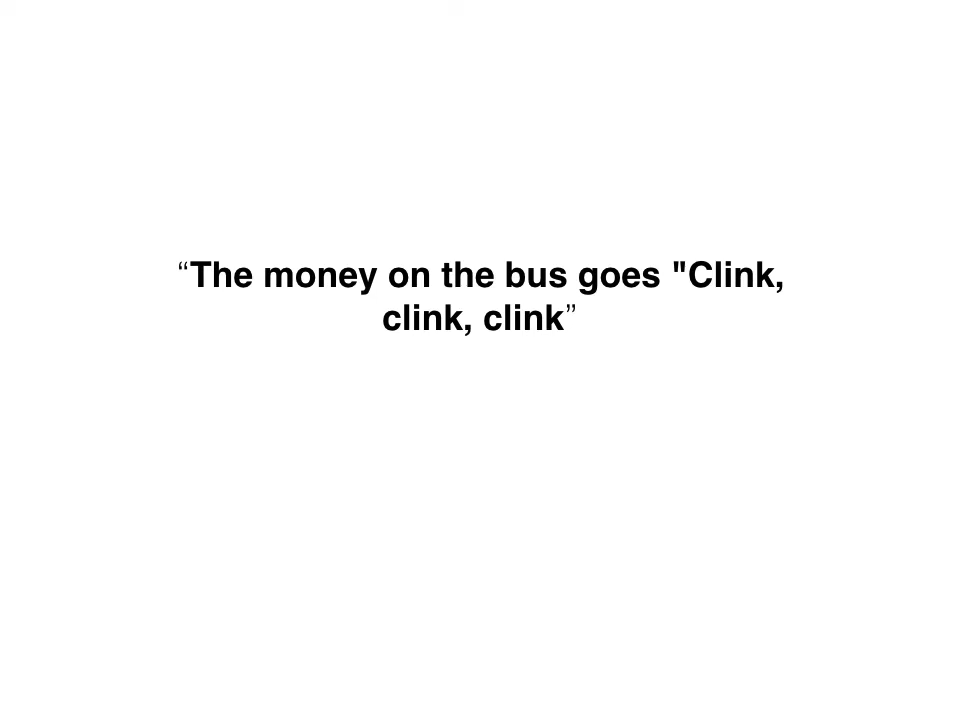 “The money on the bus goes "Clink,
clink, clink”